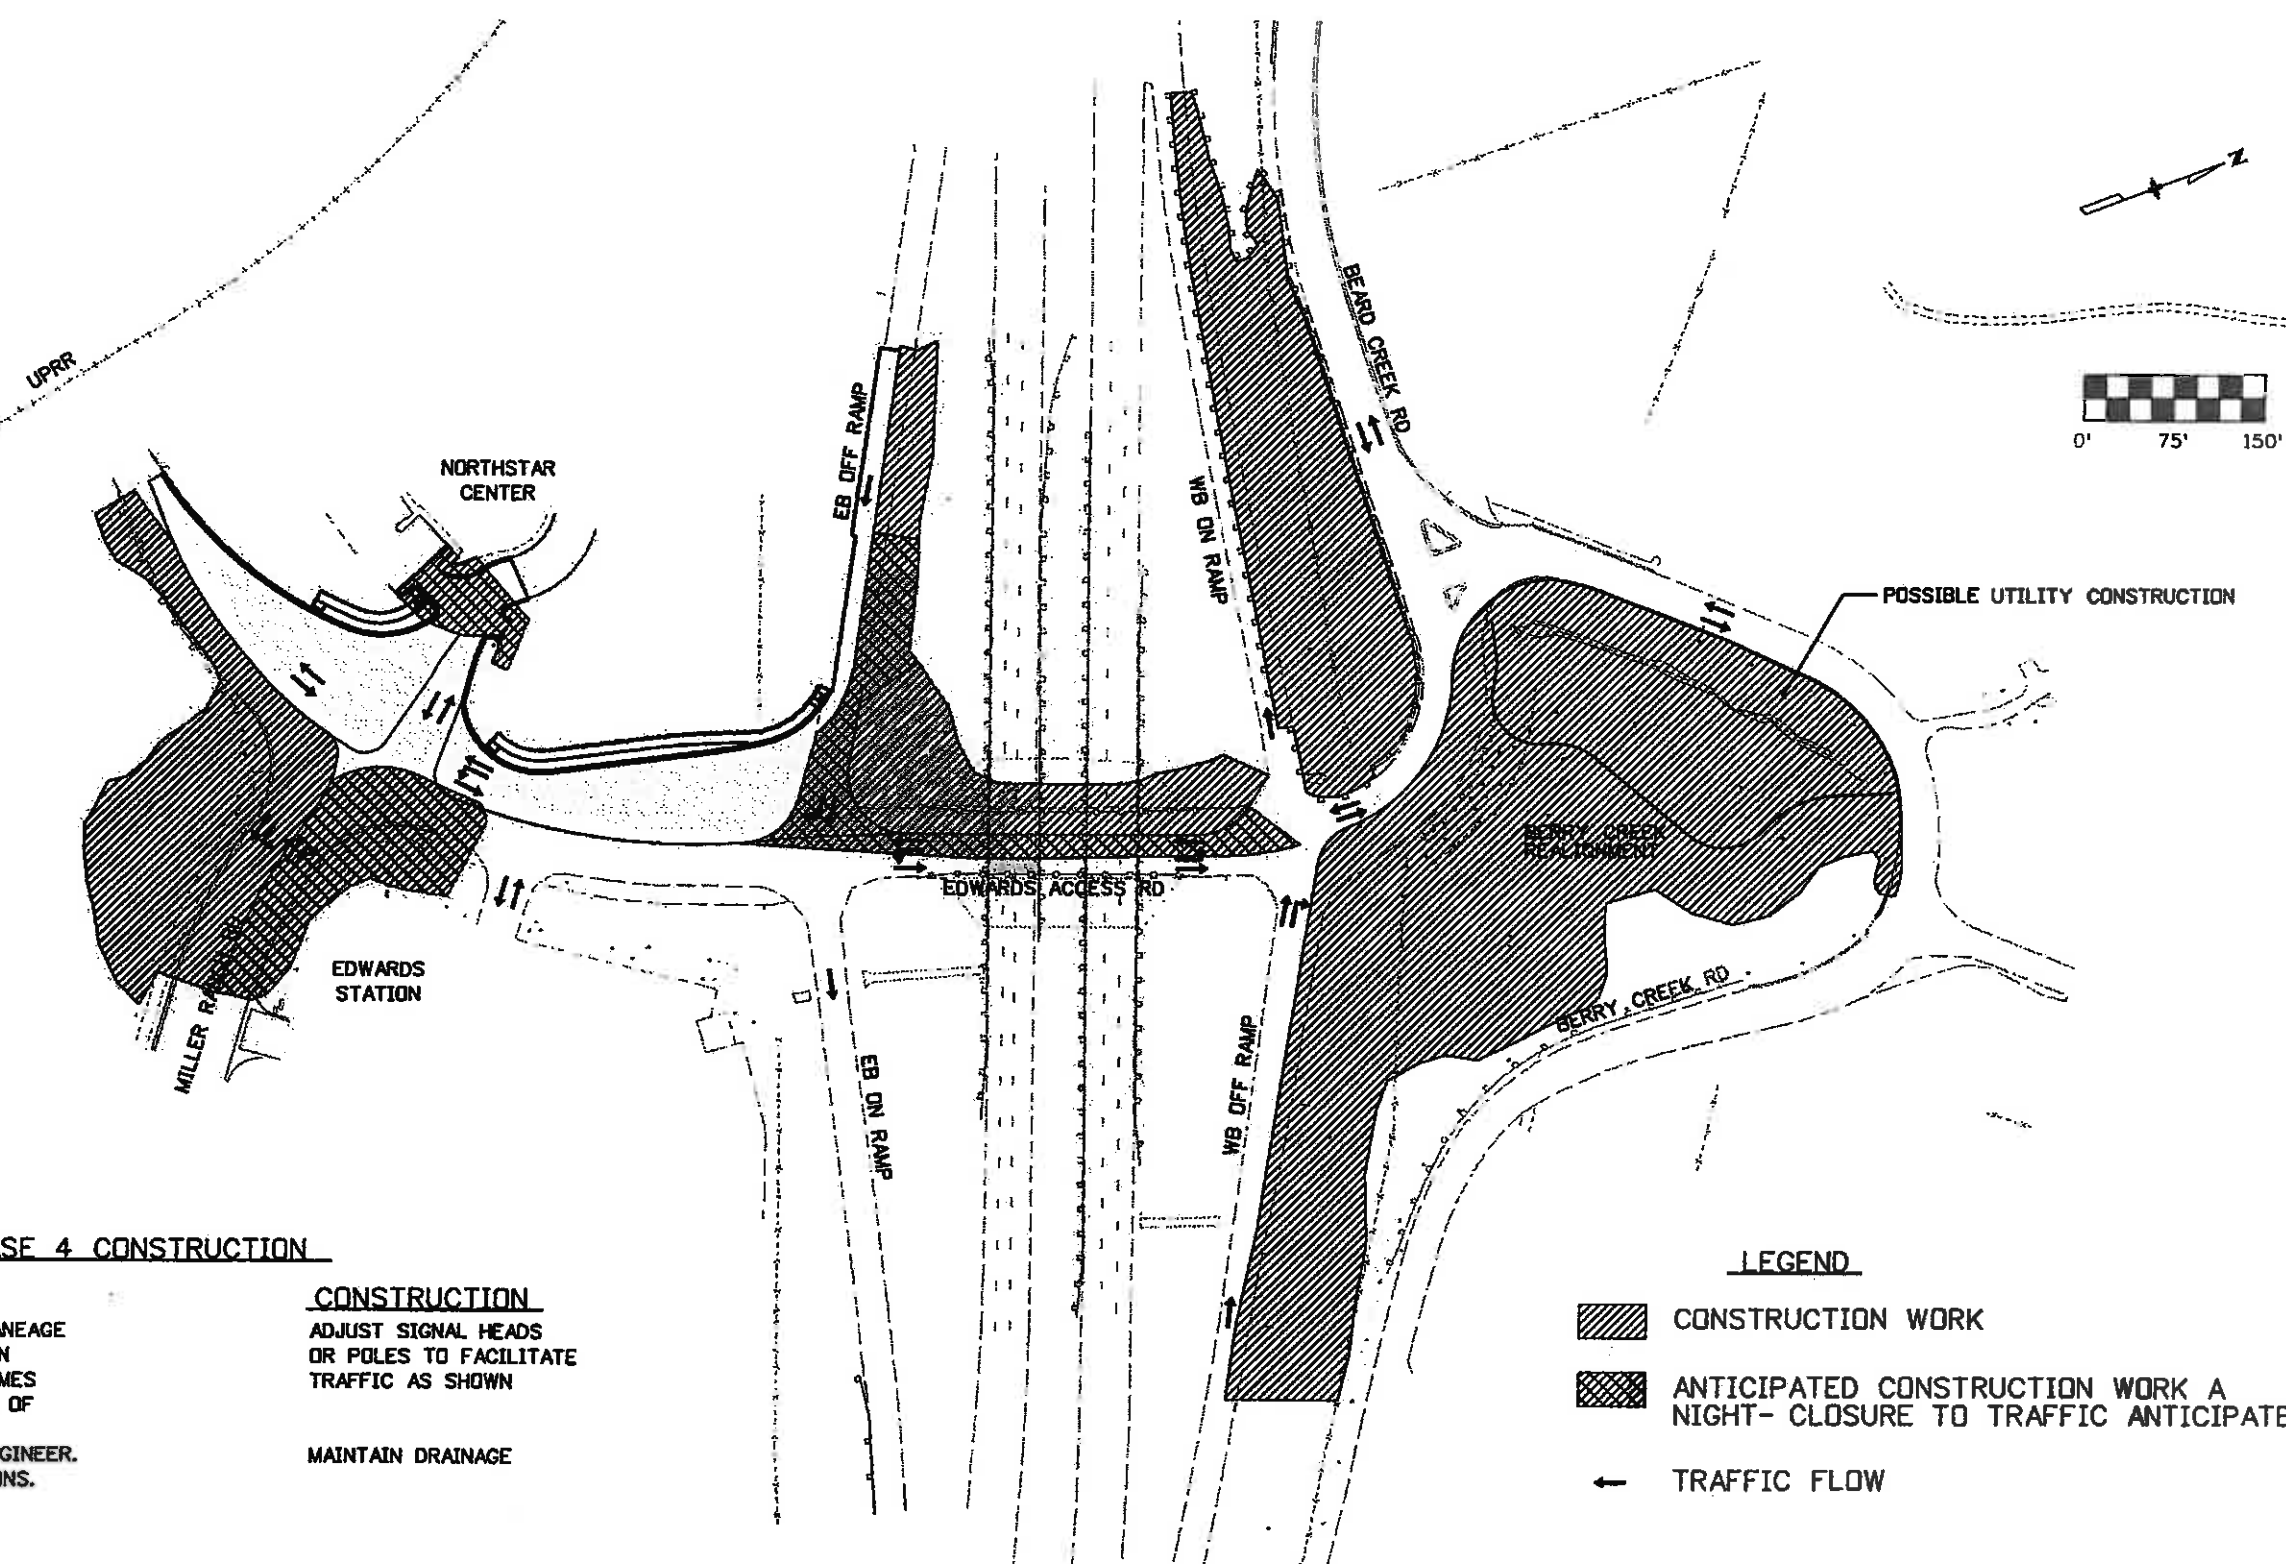 Z
UPRR
NORTHSTAR
CENTER
EB OFF RAMP
WB ON RAMP
BEARD CREEK RD
0' 75' 150'
POSSIBLE UTILITY CONSTRUCTION
BERRY CREEK
REALIGNMENT
EDWARDS ACCESS RD
EDWARDS
STATION
MILLER
EB ON RAMP
WB OFF RAMP
BERRY CREEK RD
SE 4 CONSTRUCTION
NEAGE
N
MES
OF
GINEER.
NS.
CONSTRUCTION
ADJUST SIGNAL HEADS
OR POLES TO FACILITATE
TRAFFIC AS SHOWN
MAINTAIN DRAINAGE
LEGEND
CONSTRUCTION WORK
ANTICIPATED CONSTRUCTION WORK A
NIGHT- CLOSURE TO TRAFFIC ANTICIPATE
TRAFFIC FLOW